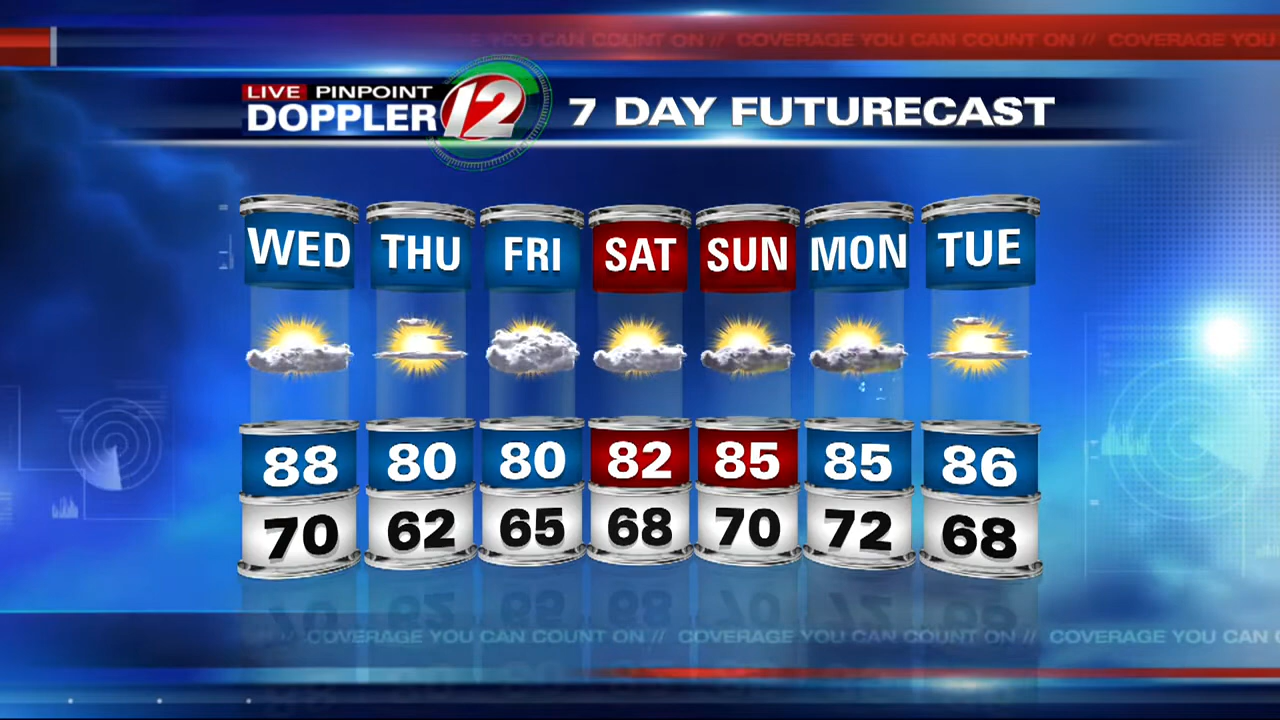 COVERAGE YOU CAN COUNT ON // COVERAGE YOU CAN COUNT ON // COVERAGE YOU
LIVE PINPOINT
DOPPLER 12
7 DAY FUTURECAST
WED THU FRI SAT SUN MON TUE
88 80 80 82 85 85 86
70 62 65 68 70 72 68
COVERAGE YOU CAN COUNT ON // COVERAGE YOU CAN COUNT ON // COVERAGE YOU CAN